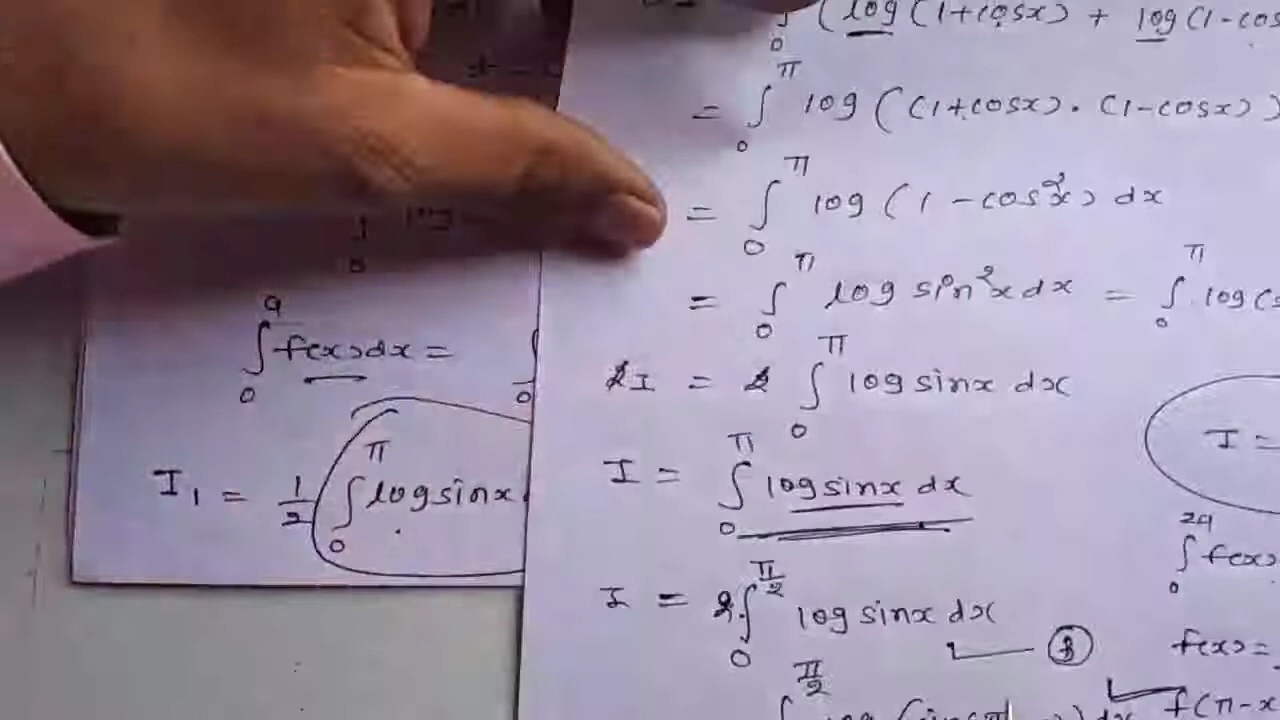 ∫₀ (log(1+cosx) + log(1-cos
= ∫₀^π log((1+cosx).(1-cosx))
= ∫₀^π log(1-cos²x) dx
= ∫₀^π log sin²x dx = ∫₀^π log(s
2I = 2 ∫₀^π log sinx dx
I = ∫₀^π log sinx dx
I =
∫₀^2a f(x)
I = 2∫₀^π/2 log sinx dx
3
f(x) =
π/2
f(π-x
∫₀^a f(x)dx = ∫₀
I₁ = 1/2 ∫₀^π log sinx